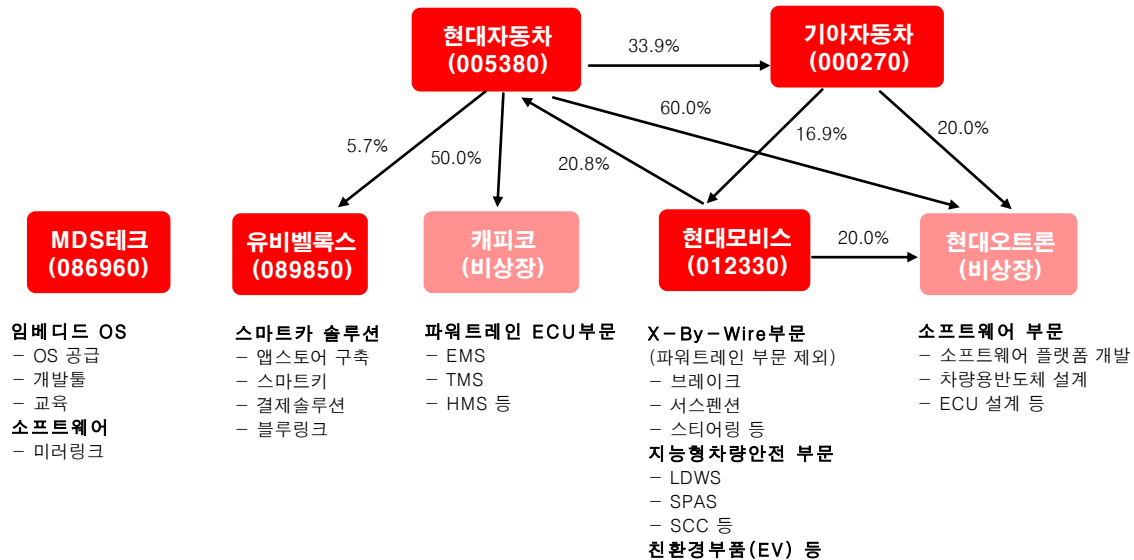 현대자동차
(005380)
33.9%
기아자동차
(000270)
5.7%
50.0%
20.8%
60.0%
16.9%
20.0%
MDS테크
(086960)
유비벨록스
(089850)
캐피코
(비상장)
현대모비스
(012330)
20.0%
현대오트론
(비상장)
임베디드 OS
- OS 공급
- 개발툴
- 교육
소프트웨어
- 미러링크
스마트카 솔루션
- 앱스토어 구축
- 스마트키
- 결제솔루션
- 블루링크
파워트레인 ECU부문
- EMS
- TMS
- HMS 등
X-By-Wire부문
(파워트레인 부문 제외)
- 브레이크
- 서스펜션
- 스티어링 등
지능형차량안전 부문
- LDWS
- SPAS
- SCC 등
친환경부품(EV) 등
소프트웨어 부문
- 소프트웨어 플랫폼 개발
- 차량용반도체 설계
- ECU 설계 등